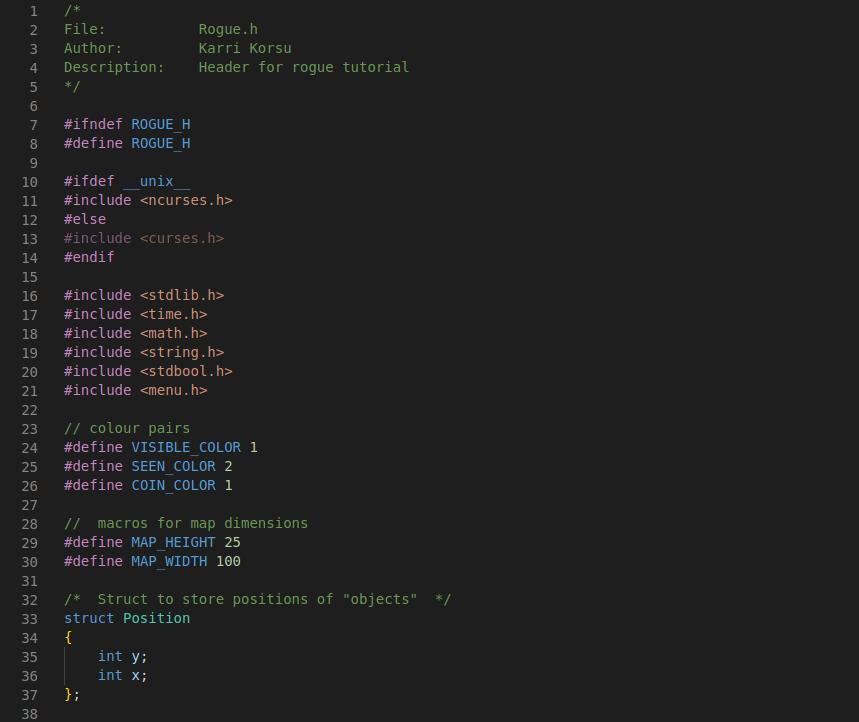 1 /*
2 File:           Rogue.h
3 Author:         Karri Korsu
4 Description:    Header for rogue tutorial
5 */
6
7 #ifndef ROGUE_H
8 #define ROGUE_H
9
10 #ifdef __unix__
11 #include <ncurses.h>
12 #else
13 #include <curses.h>
14 #endif
15
16 #include <stdlib.h>
17 #include <time.h>
18 #include <math.h>
19 #include <string.h>
20 #include <stdbool.h>
21 #include <menu.h>
22
23 // colour pairs
24 #define VISIBLE_COLOR 1
25 #define SEEN_COLOR 2
26 #define COIN_COLOR 1
27
28 //  macros for map dimensions
29 #define MAP_HEIGHT 25
30 #define MAP_WIDTH 100
31
32 /*  Struct to store positions of "objects"  */
33 struct Position
34 {
35     int y;
36     int x;
37 };
38